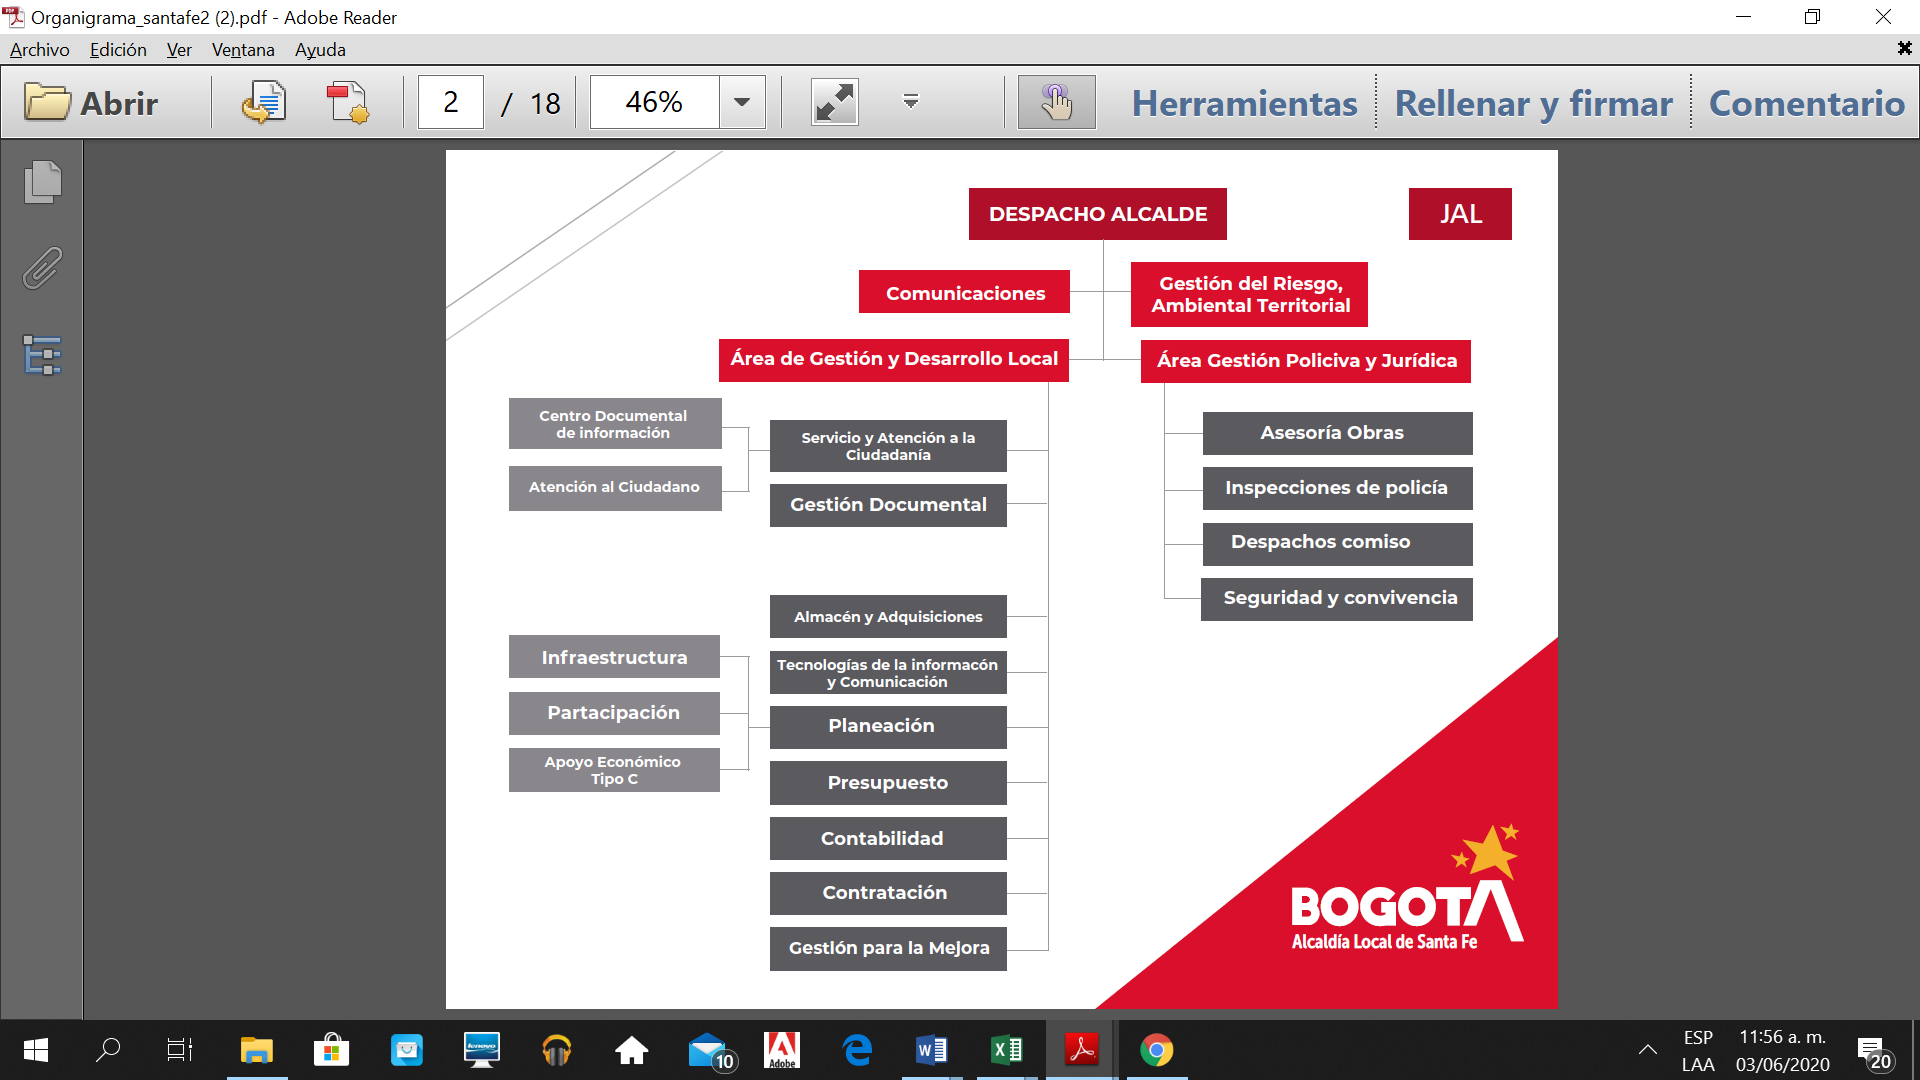 Organigrama_santafe2 (2).pdf - Adobe Reader
Archivo Edición Ver Ventana Ayuda
Abrir 2 / 18 46% Herramientas Rellenar y firmar Comentario
DESPACHO ALCALDE
JAL
Comunicaciones
Gestión del Riesgo,
Ambiental Territorial
Área de Gestión y Desarrollo Local
Área Gestión Policiva y Jurídica
Centro Documental
de información
Atención al Ciudadano
Servicio y Atención a la
Ciudadanía
Gestión Documental
Asesoría Obras
Inspecciones de policía
Despachos comiso
Seguridad y convivencia
Infraestructura
Partacipación
Apoyo Económico
Tipo C
Almacén y Adquisiciones
Tecnologías de la informacón
y Comunicación
Planeación
Presupuesto
Contabilidad
Contratación
Gestlón para la Mejora
BOGOTA
Alcaldía Local de Santa Fe
lenovo
10
Adobe
ESP
LAA
11:56 a. m.
03/06/2020
20